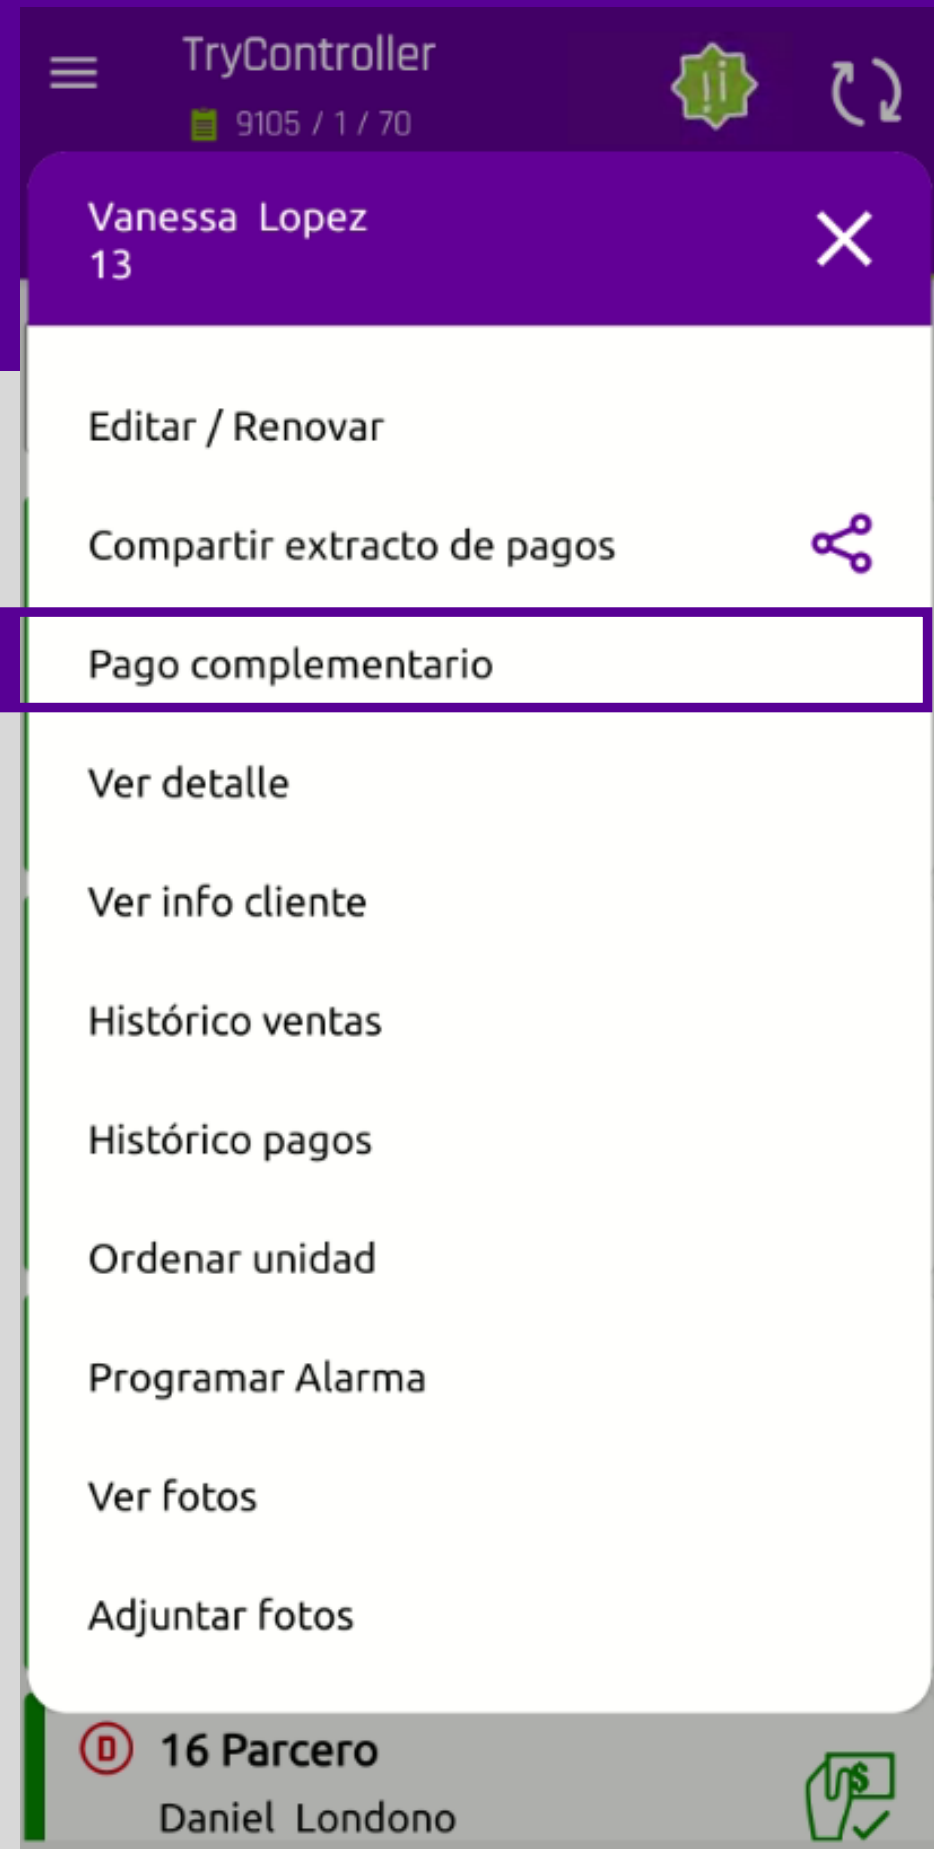 TryController
9105 / 1 / 70
Vanessa Lopez
13
Editar / Renovar
Compartir extracto de pagos
Pago complementario
Ver detalle
Ver info cliente
Histórico ventas
Histórico pagos
Ordenar unidad
Programar Alarma
Ver fotos
Adjuntar fotos
D 16 Parcero
Daniel Londono
$